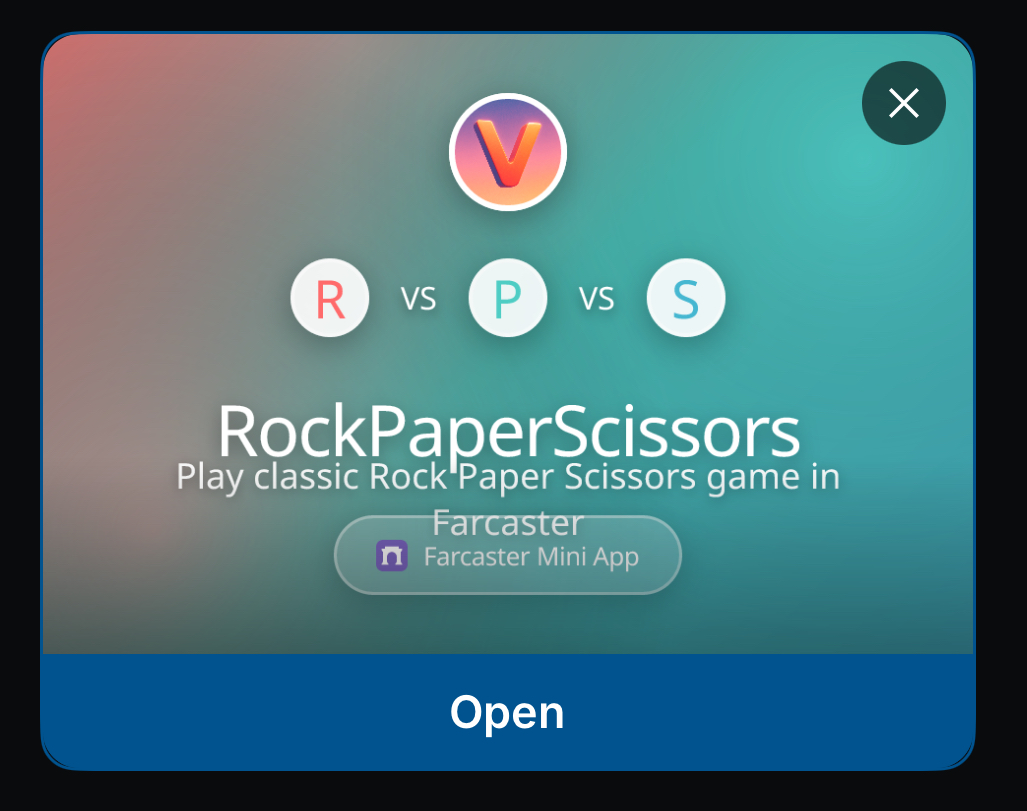 V
R VS P VS S
RockPaperScissors
Play classic Rock Paper Scissors game in
Farcaster
Farcaster Mini App
Open